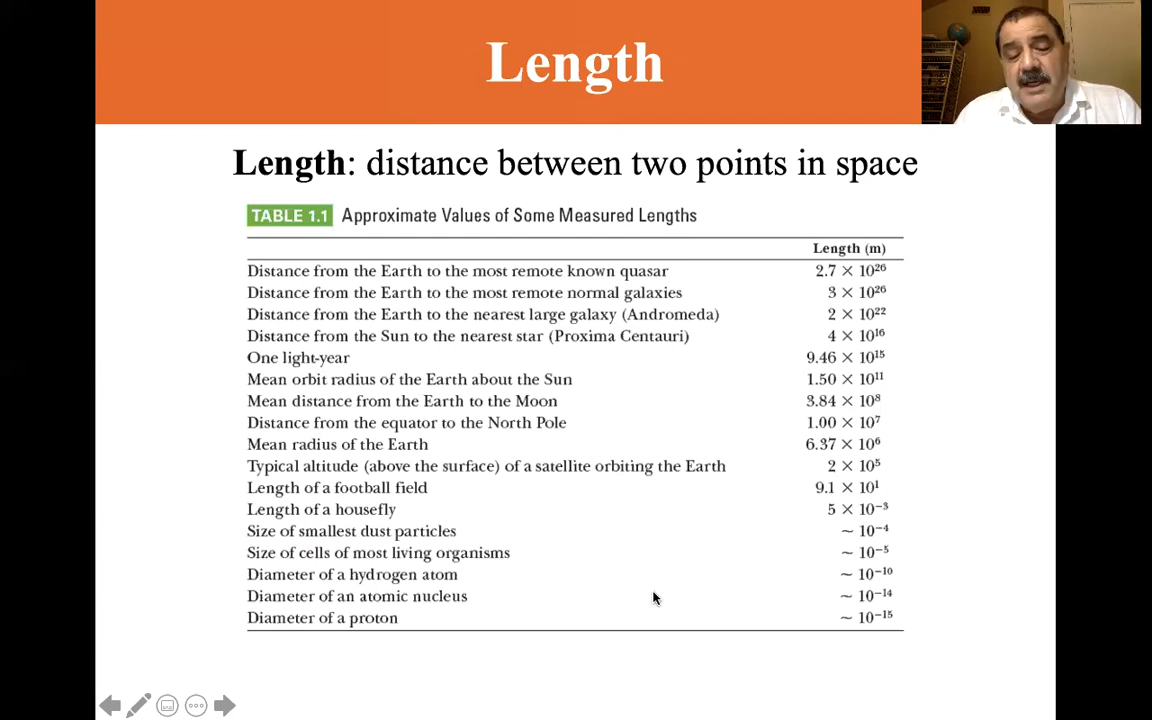 Length
Length: distance between two points in space
TABLE 1.1 Approximate Values of Some Measured Lengths
Length (m)
Distance from the Earth to the most remote known quasar 2.7 × 10²⁶
Distance from the Earth to the most remote normal galaxies 3 × 10²⁶
Distance from the Earth to the nearest large galaxy (Andromeda) 2 × 10²²
Distance from the Sun to the nearest star (Proxima Centauri) 4 × 10¹⁶
One light-year 9.46 × 10¹⁵
Mean orbit radius of the Earth about the Sun 1.50 × 10¹¹
Mean distance from the Earth to the Moon 3.84 × 10⁸
Distance from the equator to the North Pole 1.00 × 10⁷
Mean radius of the Earth 6.37 × 10⁶
Typical altitude (above the surface) of a satellite orbiting the Earth 2 × 10⁵
Length of a football field 9.1 × 10¹
Length of a housefly 5 × 10⁻³
Size of smallest dust particles ~ 10⁻⁴
Size of cells of most living organisms ~ 10⁻⁵
Diameter of a hydrogen atom ~ 10⁻¹⁰
Diameter of an atomic nucleus ~ 10⁻¹⁴
Diameter of a proton ~ 10⁻¹⁵